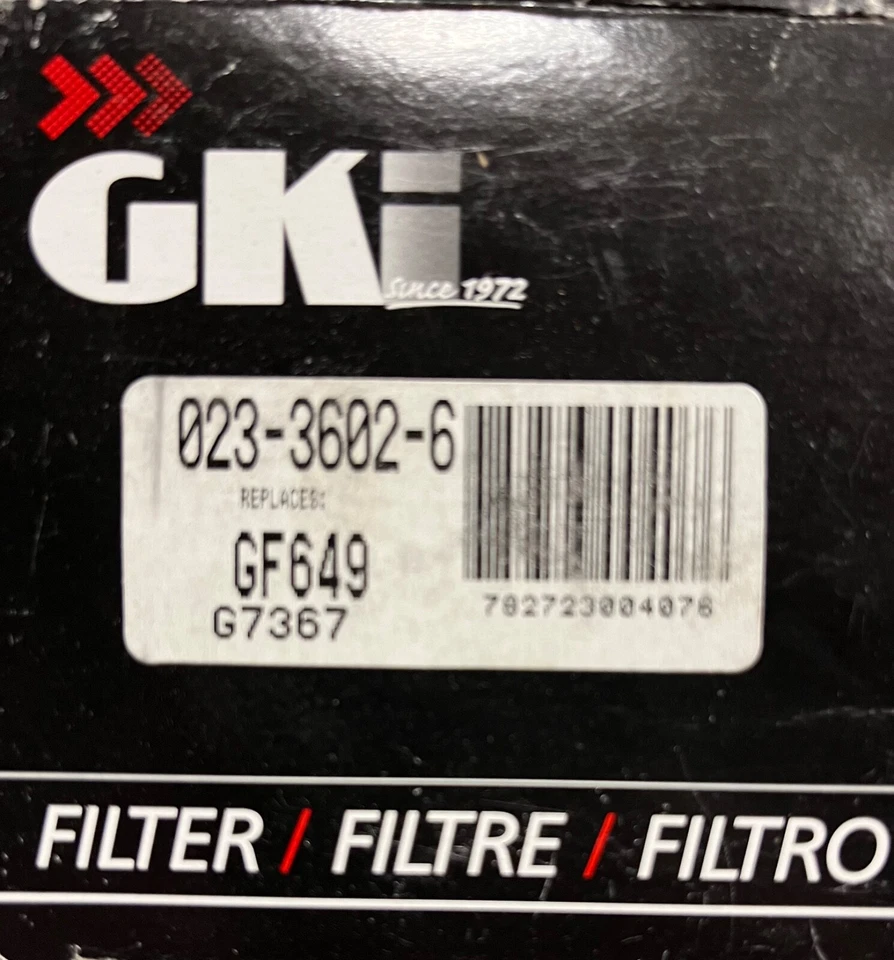 GKi
since 1972
023-3602-6
REPLACES:
GF649
G7367
782723004076
FILTER / FILTRE / FILTRO